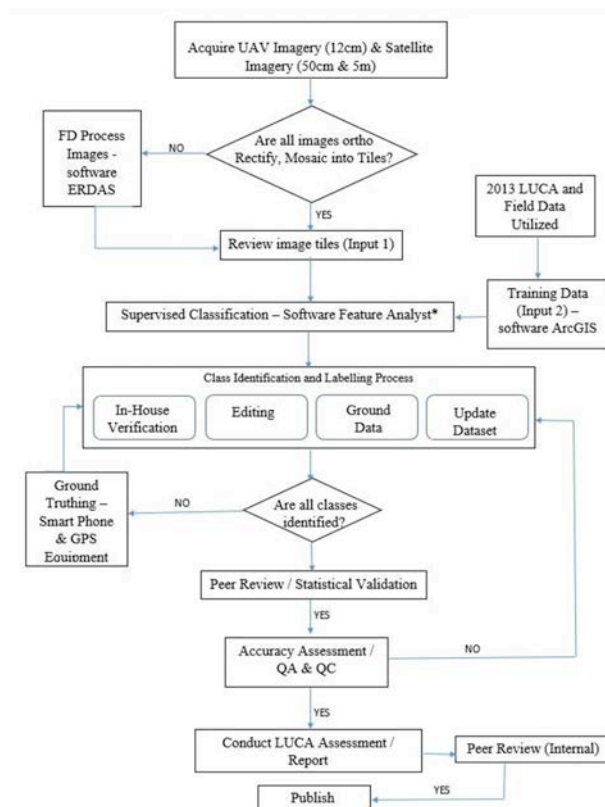 Acquire UAV Imagery (12cm) & Satellite
Imagery (50cm & 5m)
FD Process
Images -
software
ERDAS
NO
Are all images ortho
Rectify, Mosaic into Tiles?
YES
2013 LUCA and
Field Data
Utilized
Review image tiles (Input 1)
Training Data
(Input 2) –
software ArcGIS
Supervised Classification – Software Feature Analyst*
Class Identification and Labelling Process
In-House
Verification
Editing
Ground
Data
Update
Dataset
Ground
Truthing –
Smart Phone
& GPS
Equipment
NO
Are all classes
identified?
Peer Review / Statistical Validation
YES
Accuracy Assessment /
QA & QC
NO
YES
Conduct LUCA Assessment /
Report
Peer Review (Internal)
YES
Publish